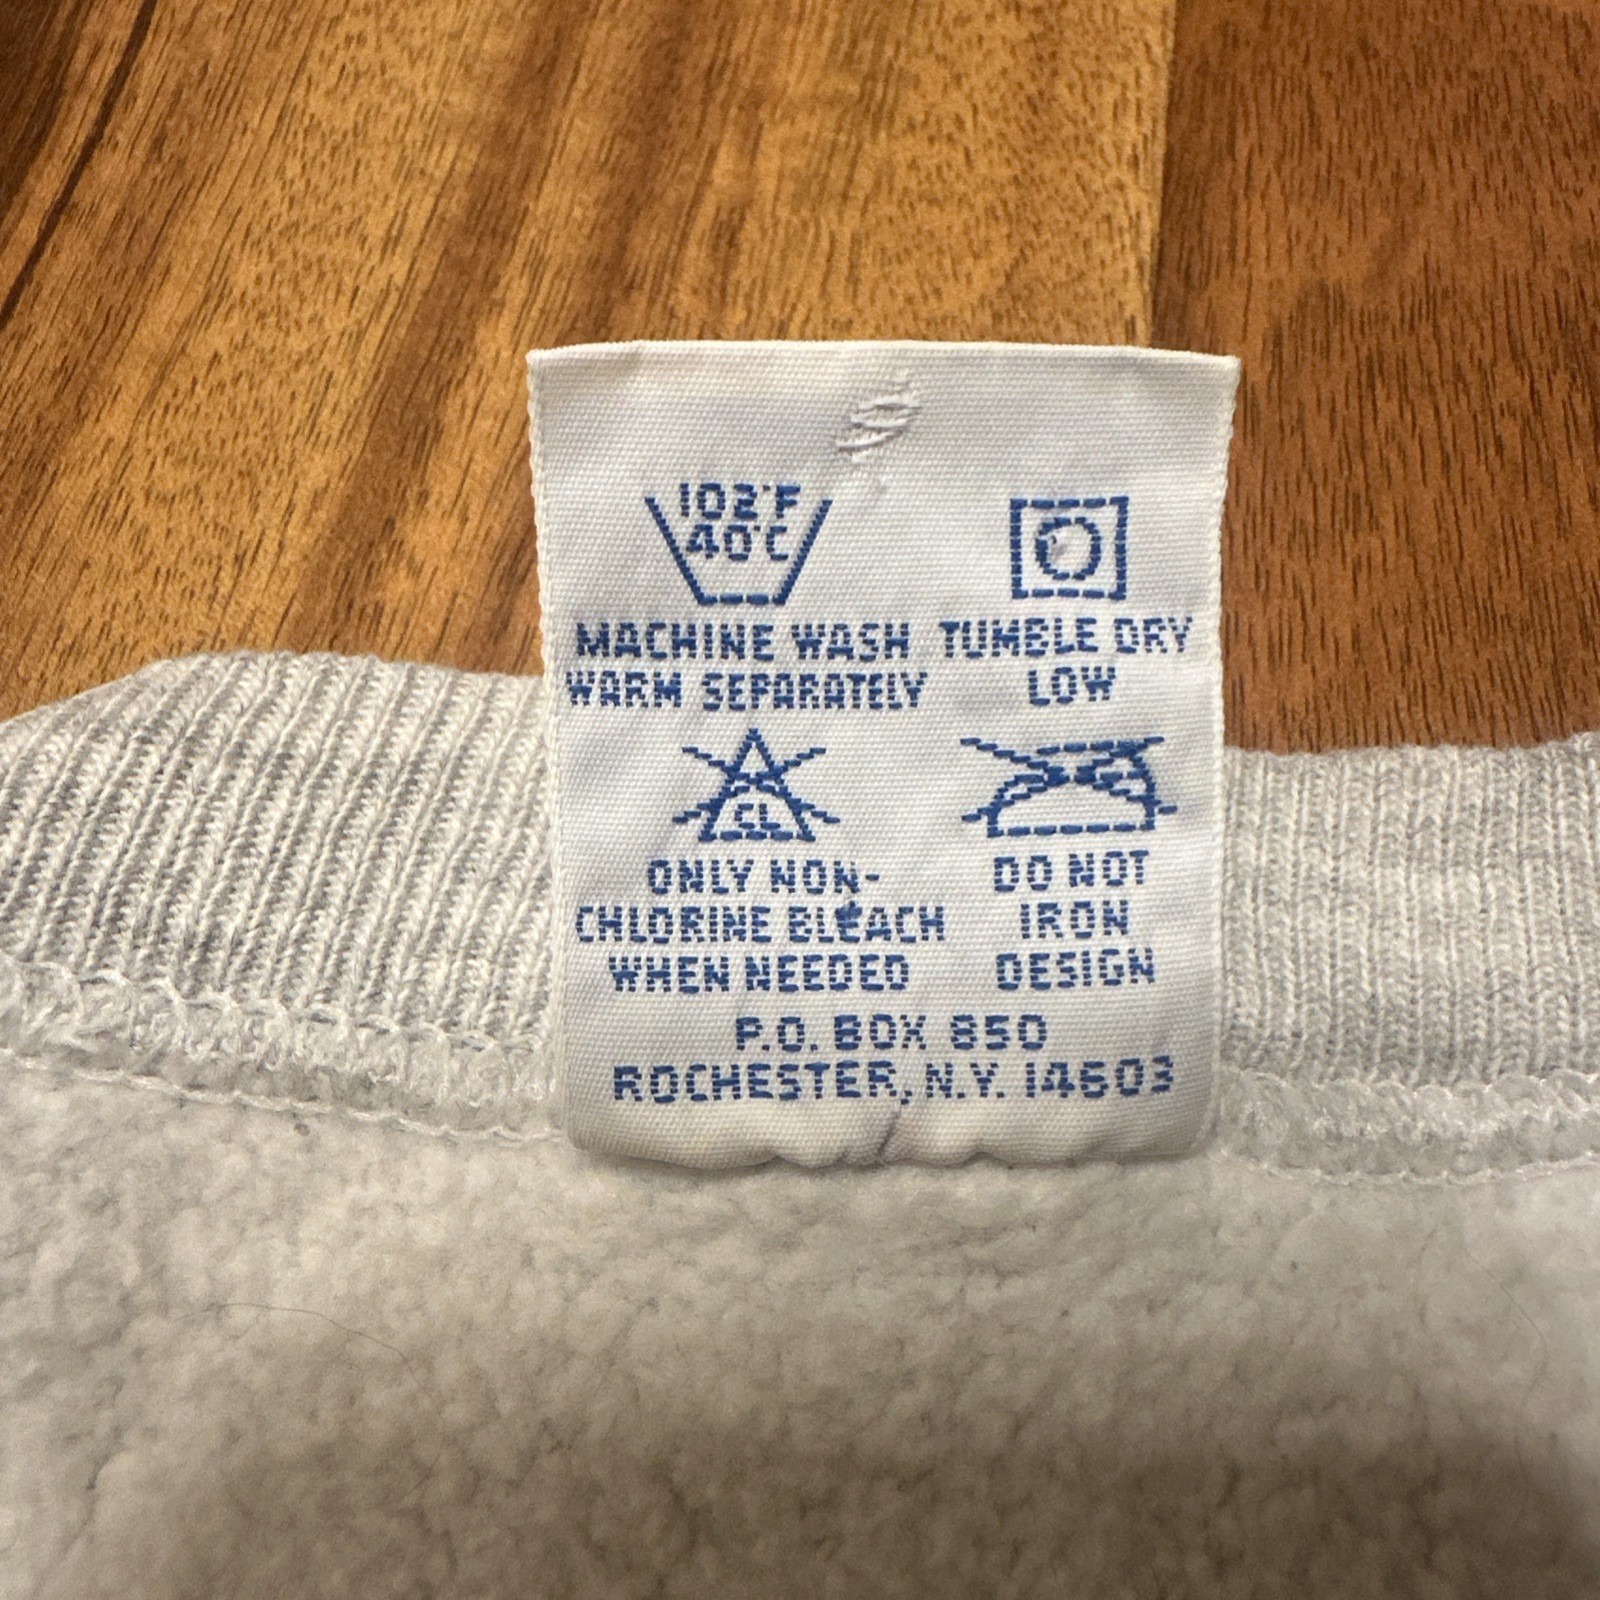 102°F
40°C
MACHINE WASH
WARM SEPARATELY
TUMBLE DRY
LOW
CL
ONLY NON-
CHLORINE BLEACH
WHEN NEEDED
DO NOT
IRON
DESIGN
P.O. BOX 850
ROCHESTER, N.Y. 14603